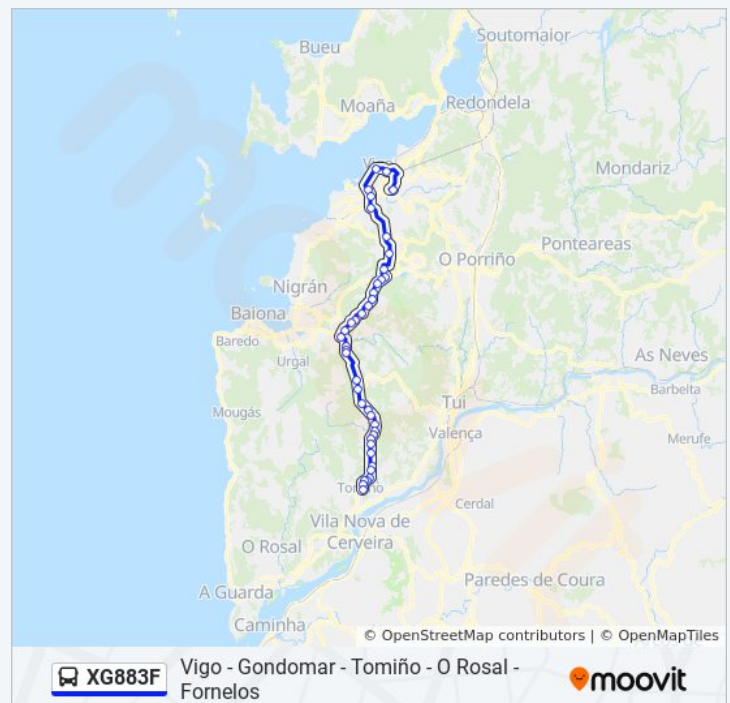 Soutomaior
Bueu
Moaña
Redondela
Vigo
Mondariz
Ponteareas
O Porriño
Nigrán
Baiona
Baredo
Urgal
As Neves
Barbeita
Tui
Mougás
Valença
Merufe
Tomiño
Cerdal
Vila Nova de
Cerveira
O Rosal
Paredes de Coura
A Guarda
Caminha
© OpenStreetMap contributors | © OpenMapTiles
XG883F
Vigo - Gondomar - Tomiño - O Rosal -
Fornelos
moovit